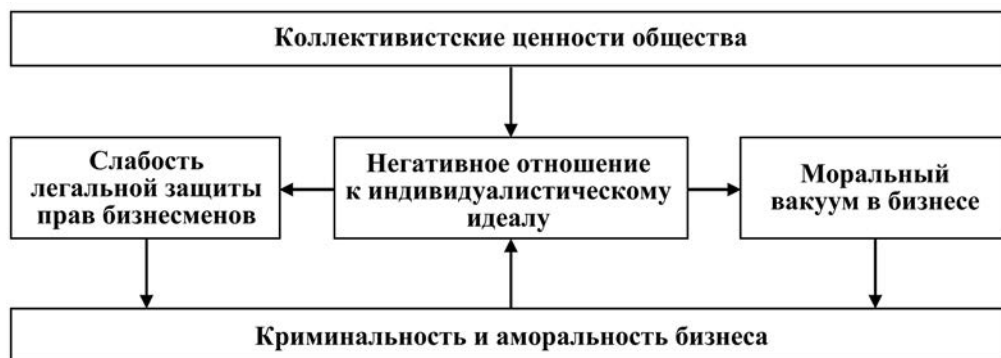 Коллективистские ценности общества
Слабость
легальной защиты
прав бизнесменов
Негативное отношение
к индивидуалистическому
идеалу
Моральный
вакуум в бизнесе
Криминальность и аморальность бизнеса